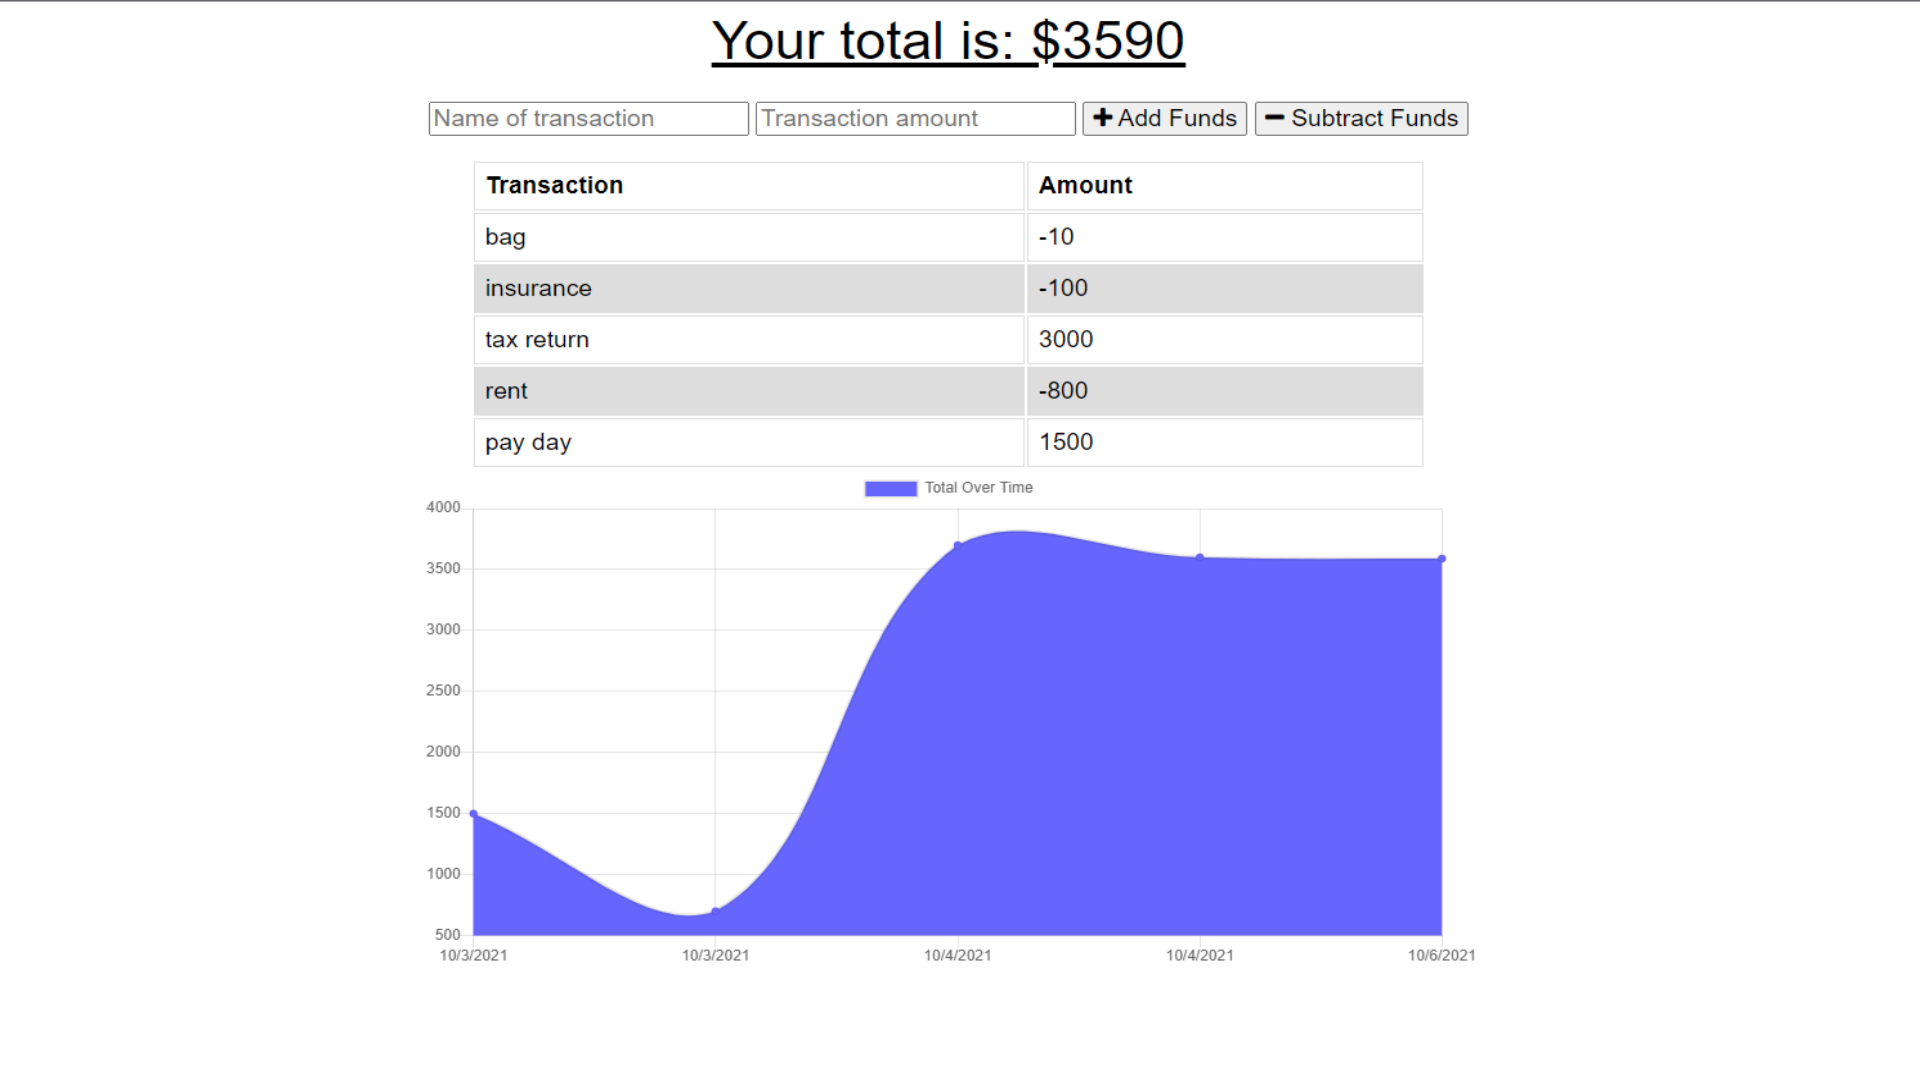 Your total is: $3590
Name of transaction Transaction amount Add Funds Subtract Funds
Transaction Amount
bag -10
insurance -100
tax return 3000
rent -800
pay day 1500
Total Over Time
4000
3500
3000
2500
2000
1500
1000
500
10/3/2021 10/3/2021 10/4/2021 10/4/2021 10/6/2021